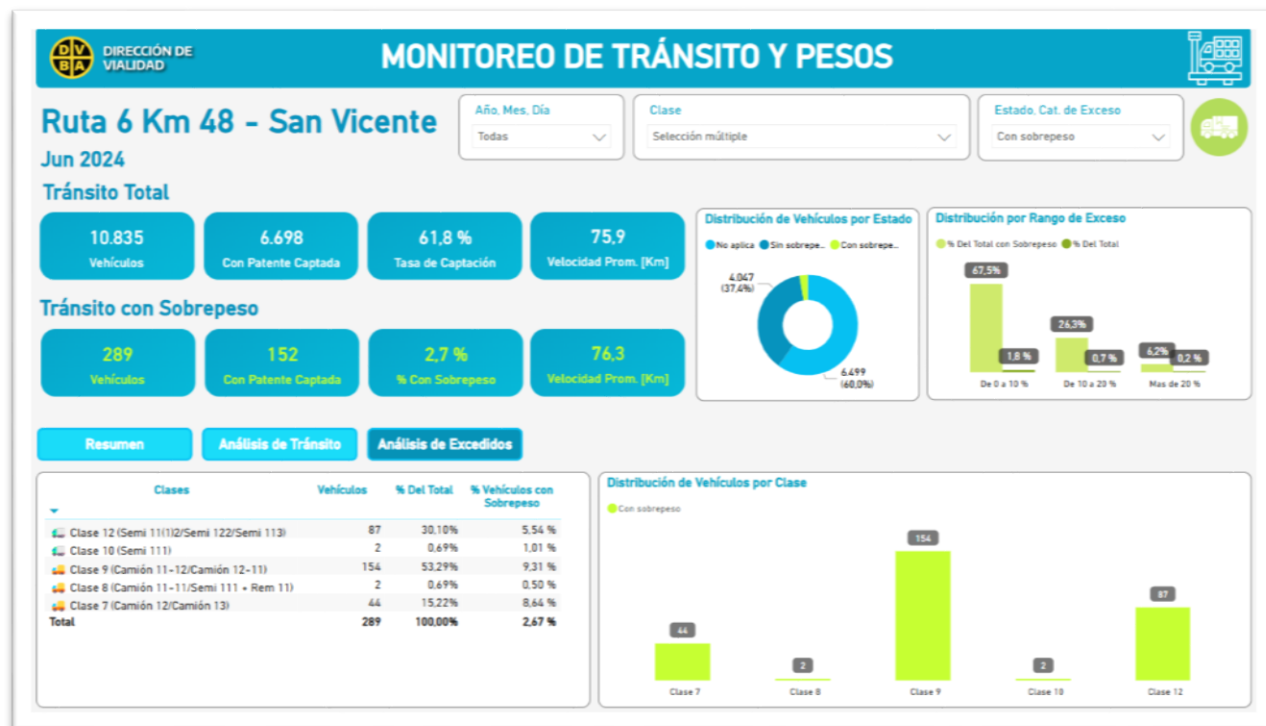 DV
BA
DIRECCIÓN DE
VIALIDAD
MONITOREO DE TRÁNSITO Y PESOS
Ruta 6 Km 48 - San Vicente
Jun 2024
Año, Mes, Día
Todas
Clase
Selección múltiple
Estado, Cat. de Exceso
Con sobrepeso
Tránsito Total
10.835
Vehículos
6.698
Con Patente Captada
61,8 %
Tasa de Captación
75,9
Velocidad Prom. [Km]
Tránsito con Sobrepeso
289
Vehículos
152
Con Patente Captada
2,7 %
% Con Sobrepeso
76,3
Velocidad Prom. [Km]
Distribución de Vehículos por Estado
No aplica Sin sobrepe... Con sobrepe...
4.047
(37,4%)
6.499
(60,0%)
Distribución por Rango de Exceso
% Del Total con Sobrepeso % Del Total
67,5%
1,8 %
26,3%
0,7 %
6,2%
0,2 %
De 0 a 10 % De 10 a 20 % Mas de 20 %
Resumen
Análisis de Tránsito
Análisis de Excedidos
Clases Vehículos % Del Total % Vehículos con
Sobrepeso
Clase 12 (Semi 11(1)2/Semi 122/Semi 113) 87 30,10% 5,54 %
Clase 10 (Semi 111) 2 0,69% 1,01 %
Clase 9 (Camión 11-12/Camión 12-11) 154 53,29% 9,31 %
Clase 8 (Camión 11-11/Semi 111 + Rem 11) 2 0,69% 0,50 %
Clase 7 (Camión 12/Camión 13) 44 15,22% 8,64 %
Total 289 100,00% 2,67 %
Distribución de Vehículos por Clase
Con sobrepeso
44
2
154
2
87
Clase 7 Clase 8 Clase 9 Clase 10 Clase 12